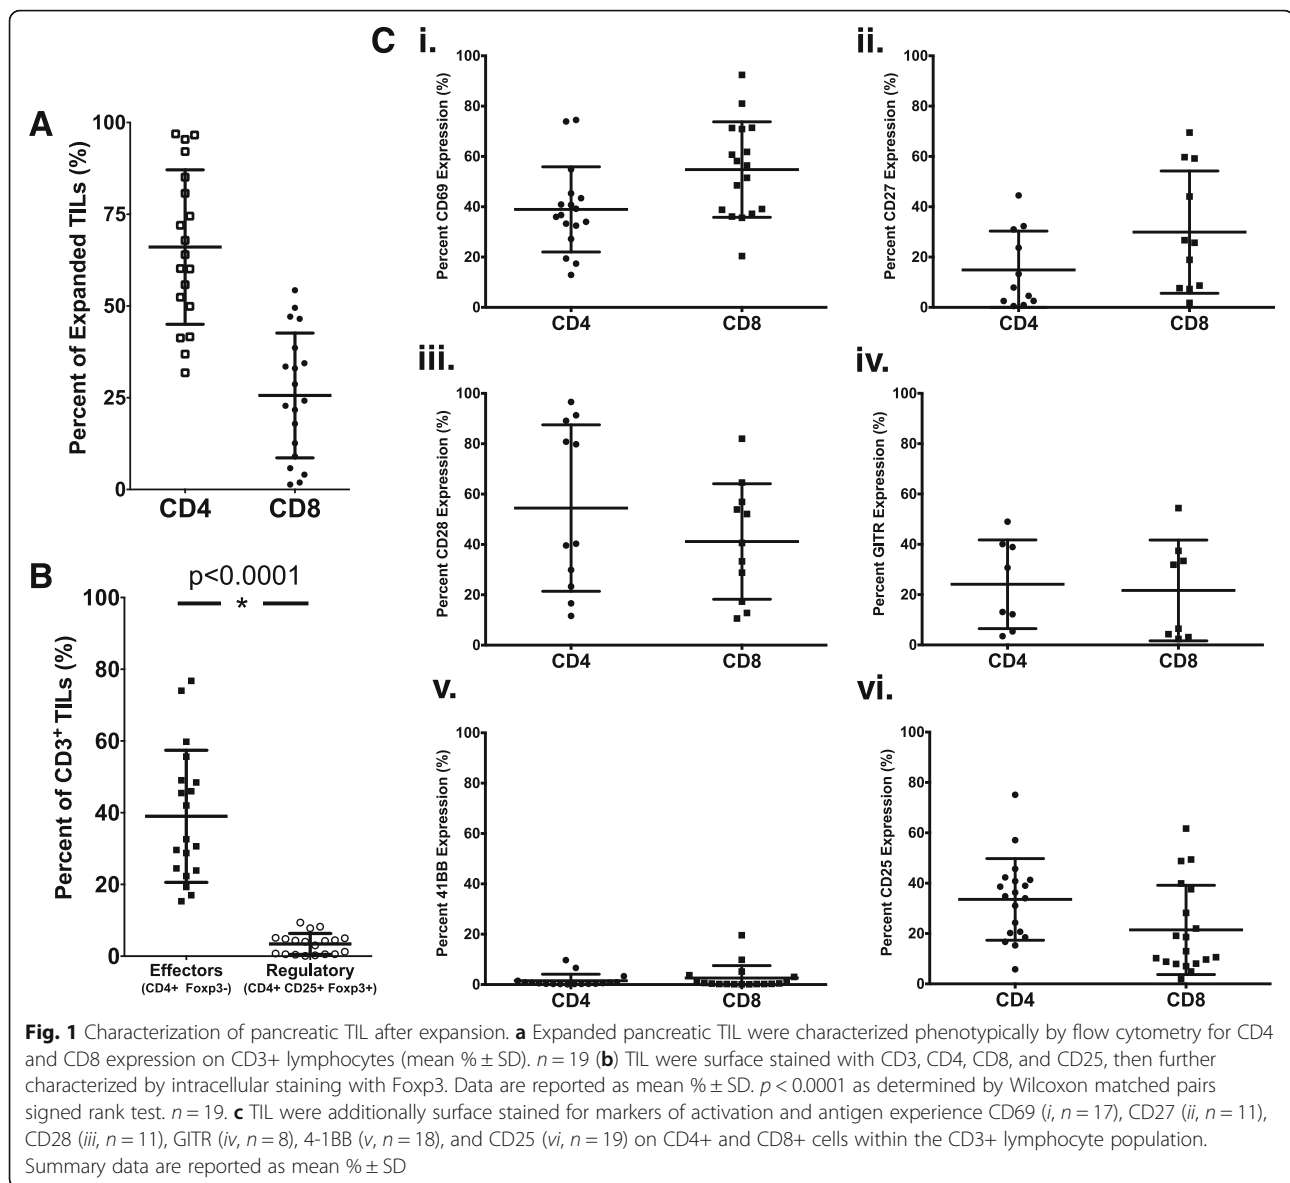 A
Percent of Expanded TILs (%)
100
75
50
25
0
CD4 CD8
B
p<0.0001
*
Percent of CD3+ TILs (%)
100
80
60
40
20
0
Effectors Regulatory
(CD4+ Foxp3-) (CD4+ CD25+ Foxp3+)
C
i.
Percent CD69 Expression (%)
100
80
60
40
20
0
CD4 CD8
ii.
Percent CD27 Expression (%)
100
80
60
40
20
0
CD4 CD8
iii.
Percent CD28 Expression (%)
100
80
60
40
20
0
CD4 CD8
iv.
Percent GITR Expression (%)
100
80
60
40
20
0
CD4 CD8
v.
Percent 41BB Expression (%)
100
80
60
40
20
0
CD4 CD8
vi.
Percent CD25 Expression (%)
100
80
60
40
20
0
CD4 CD8
Fig. 1 Characterization of pancreatic TIL after expansion. a Expanded pancreatic TIL were characterized phenotypically by flow cytometry for CD4
and CD8 expression on CD3+ lymphocytes (mean % ± SD). n = 19 (b) TIL were surface stained with CD3, CD4, CD8, and CD25, then further
characterized by intracellular staining with Foxp3. Data are reported as mean % ± SD. p < 0.0001 as determined by Wilcoxon matched pairs
signed rank test. n = 19. c TIL were additionally surface stained for markers of activation and antigen experience CD69 (i, n = 17), CD27 (ii, n = 11),
CD28 (iii, n = 11), GITR (iv, n = 8), 4-1BB (v, n = 18), and CD25 (vi, n = 19) on CD4+ and CD8+ cells within the CD3+ lymphocyte population.
Summary data are reported as mean % ± SD